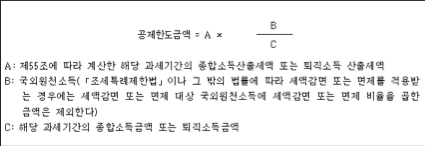 공제한도금액 = A × B / C
A: 제55조에 따라 계산한 해당 과세기간의 종합소득산출세액 또는 퇴직소득 산출세액
B: 국외원천소득(「조세특례제한법」이나 그 밖의 법률에 따라 세액감면 또는 면제를 적용받
는 경우에는 세액감면 또는 면제 대상 국외원천소득에 세액감면 또는 면제 비율을 곱한
금액은 제외한다)
C: 해당 과세기간의 종합소득금액 또는 퇴직소득금액